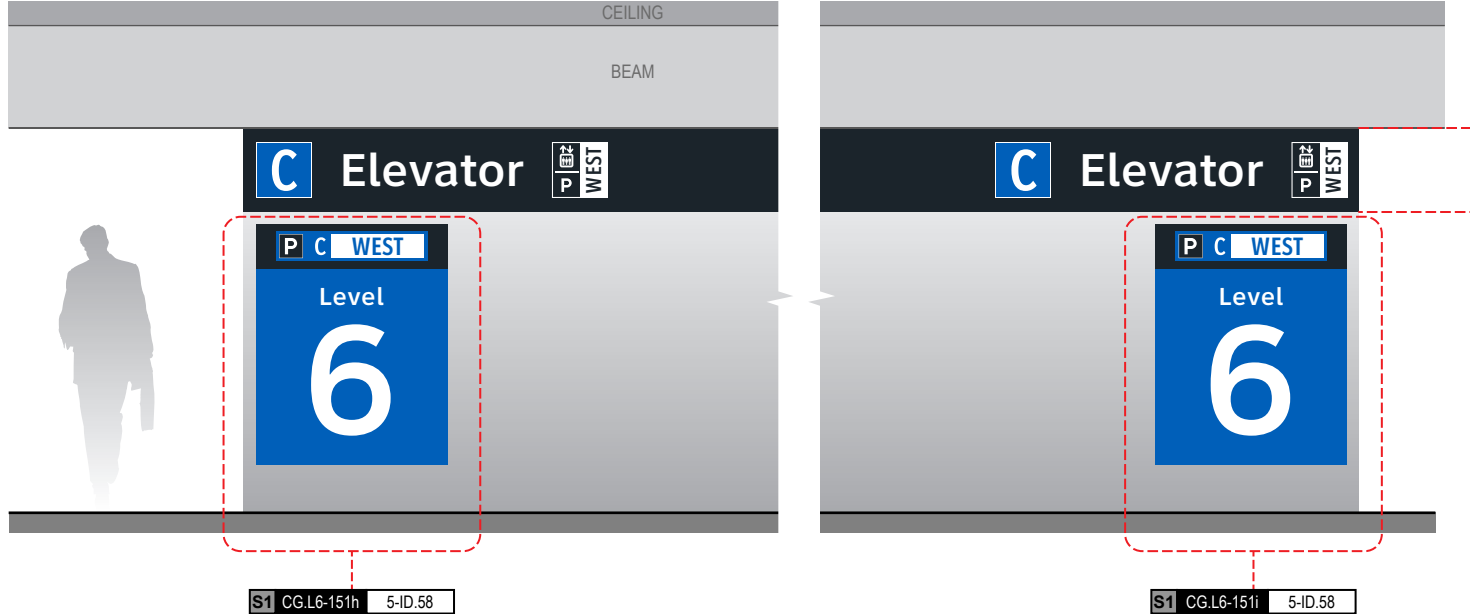 CEILING
BEAM
C Elevator P WEST
C Elevator P WEST
P C WEST
Level
6
P C WEST
Level
6
S1 CG.L6-151h 5-ID.58
S1 CG.L6-151i 5-ID.58